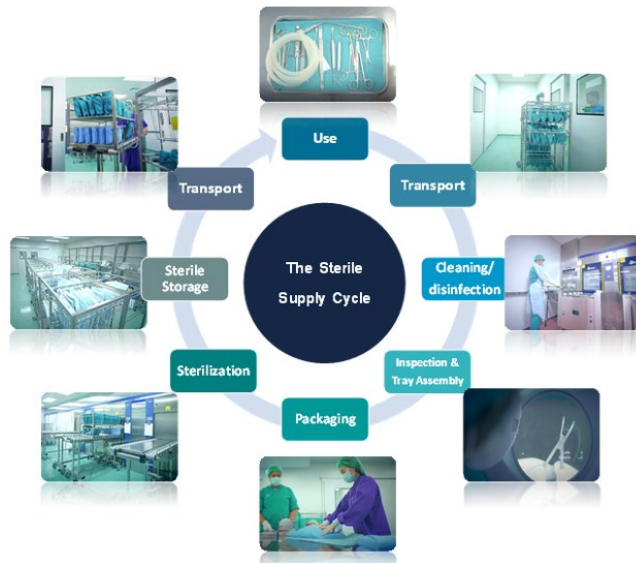 Use
Transport
Cleaning/
disinfection
Inspection &
Tray Assembly
Packaging
Sterilization
Sterile
Storage
Transport
The Sterile
Supply Cycle